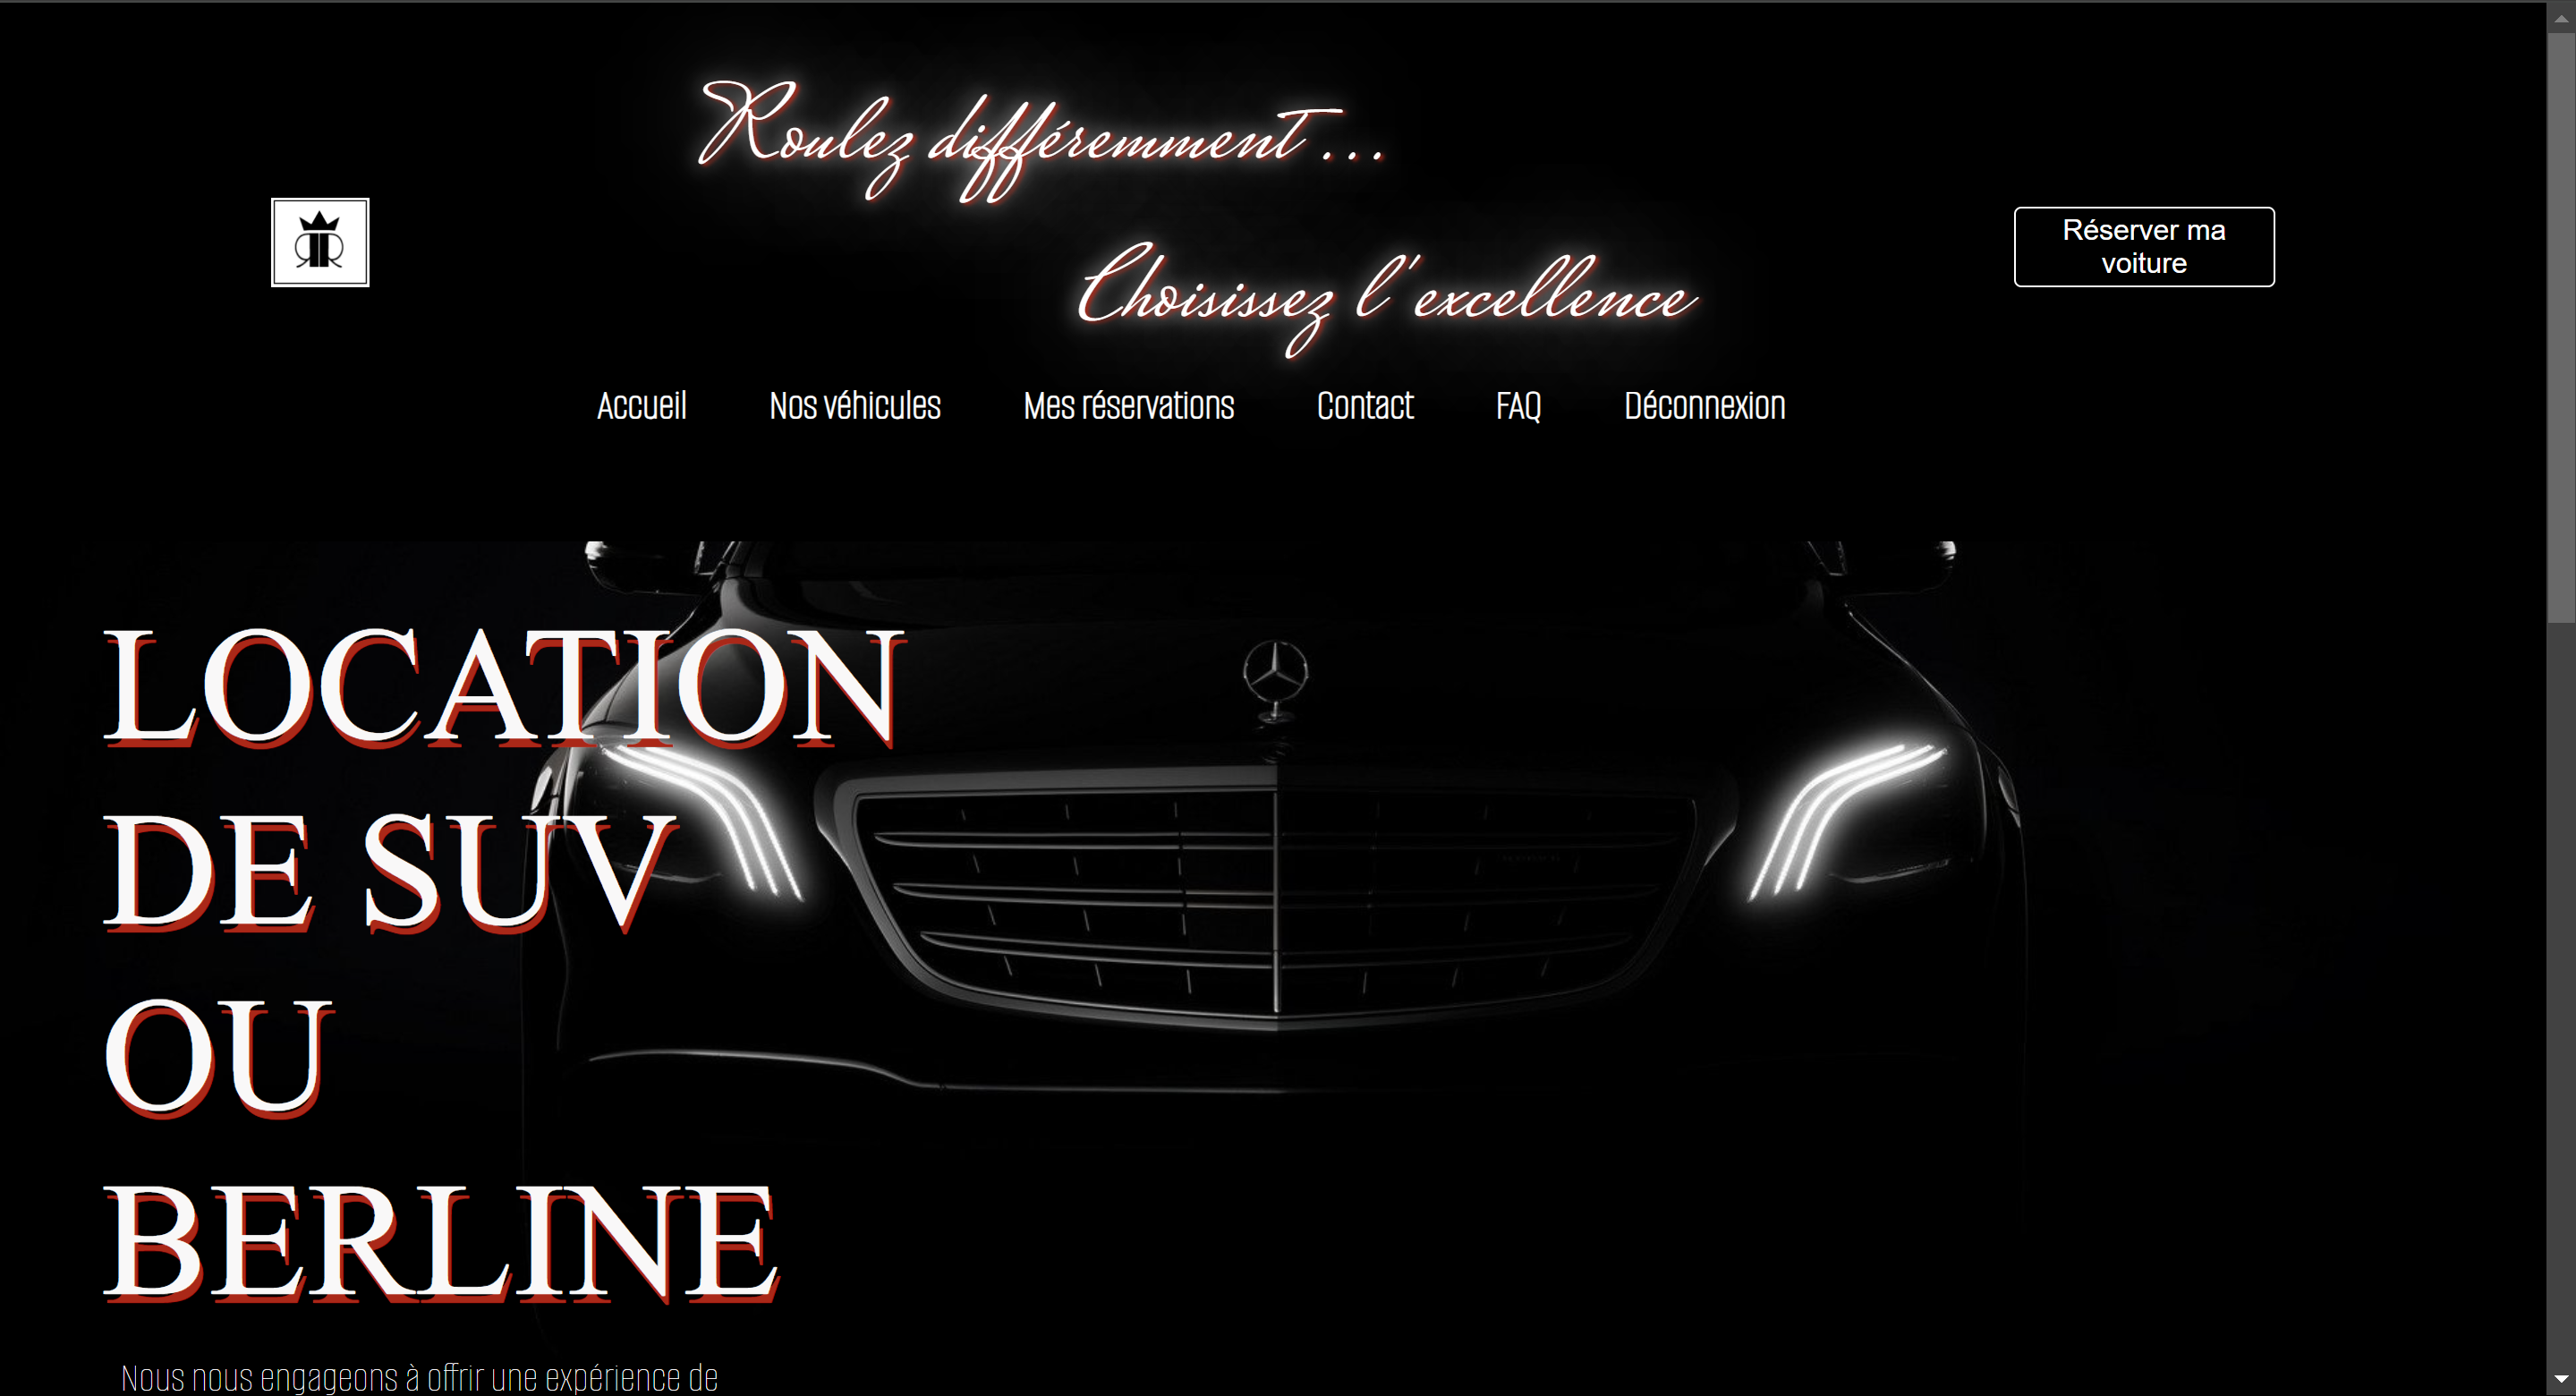 Roulez différemment ...
Choisissez l'excellence
Réserver ma
voiture
Accueil Nos véhicules Mes réservations Contact FAQ Déconnexion
LOCATION
DE SUV
OU
BERLINE
Nous nous engageons à offrir une expérience de